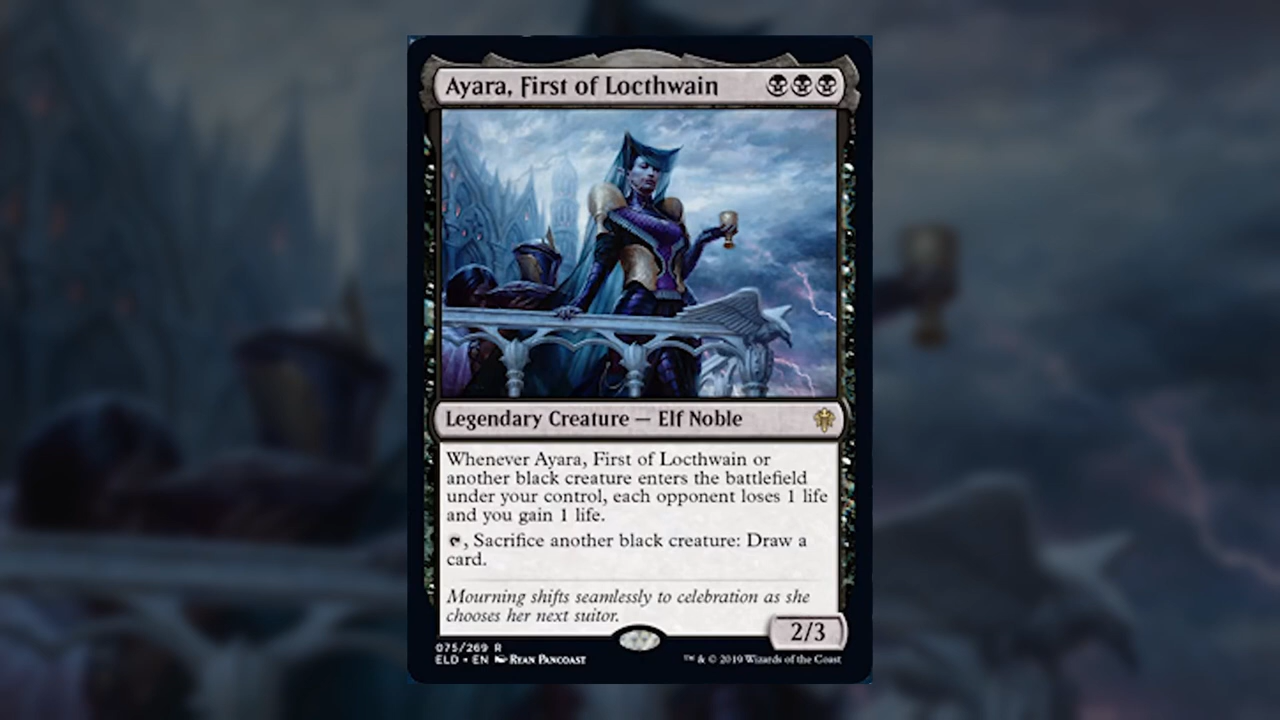 Ayara, First of Locthwain
Legendary Creature — Elf Noble
Whenever Ayara, First of Locthwain or
another black creature enters the battlefield
under your control, each opponent loses 1 life
and you gain 1 life.
, Sacrifice another black creature: Draw a
card.
Mourning shifts seamlessly to celebration as she
chooses her next suitor.
2/3
075/269 R
ELD • EN Ryan Pancoast
™ & © 2019 Wizards of the Coast